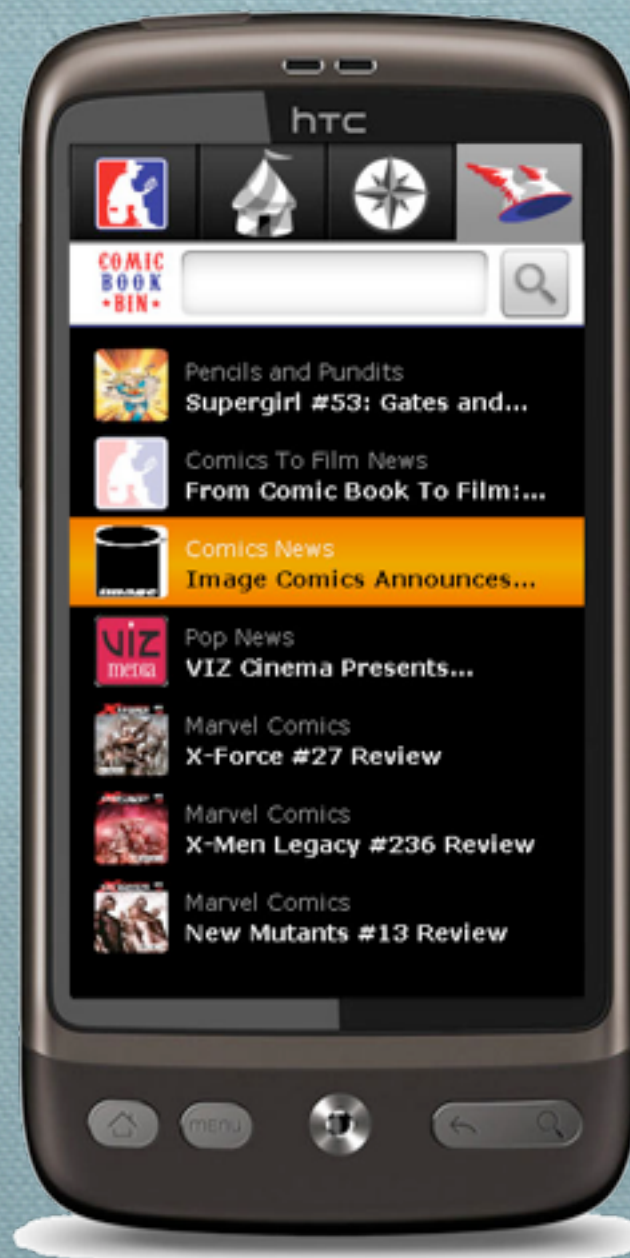 hTC
COMIC
BOOK
•BIN•
Pencils and Pundits
Supergirl #53: Gates and...
Comics To Film News
From Comic Book To Film:...
Comics News
Image Comics Announces...
image
Pop News
VIZ Cinema Presents...
VIZ
media
Marvel Comics
X-Force #27 Review
Marvel Comics
X-Men Legacy #236 Review
Marvel Comics
New Mutants #13 Review
menu